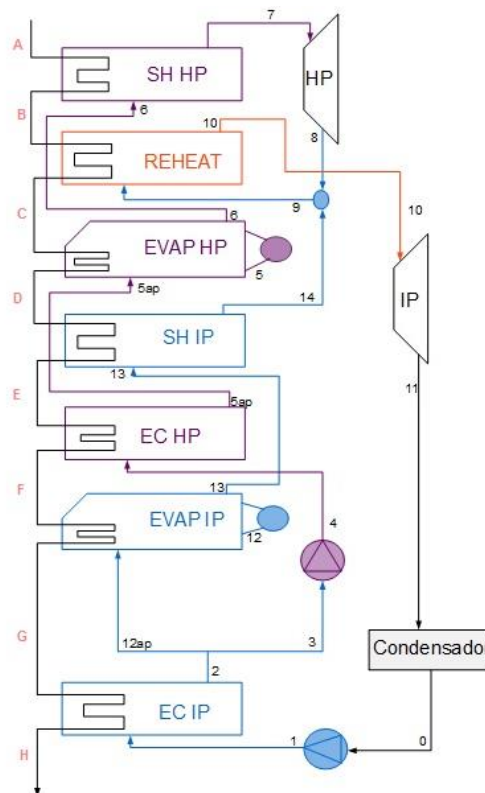 7
A
SH HP
HP
B
6
10
8
REHEAT
9
10
C
6
EVAP HP
5
5ap
IP
D
14
SH IP
13
11
E
5ap
EC HP
F
13
EVAP IP
12
4
G
12ap
3
2
Condensador
EC IP
1
0
H